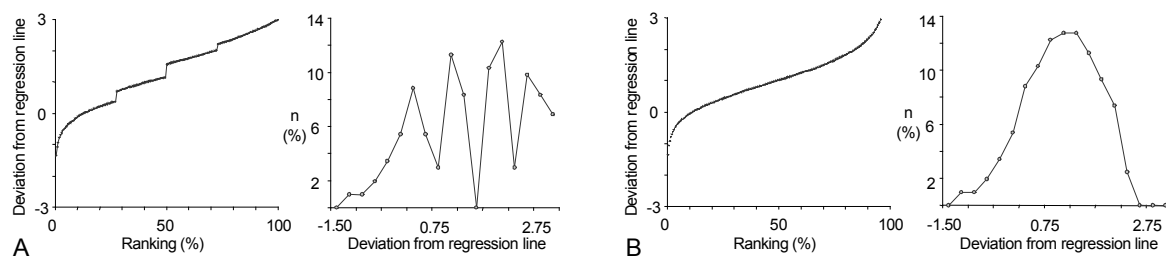 3
0
-3
Deviation from regression line
0
50
100
Ranking (%)
A
14
10
n
(%)
6
2
-1.50
0.75
2.75
Deviation from regression line
3
0
-3
Deviation from regression line
0
50
100
Ranking (%)
B
14
10
n
(%)
6
2
-1.50
0.75
2.75
Deviation from regression line